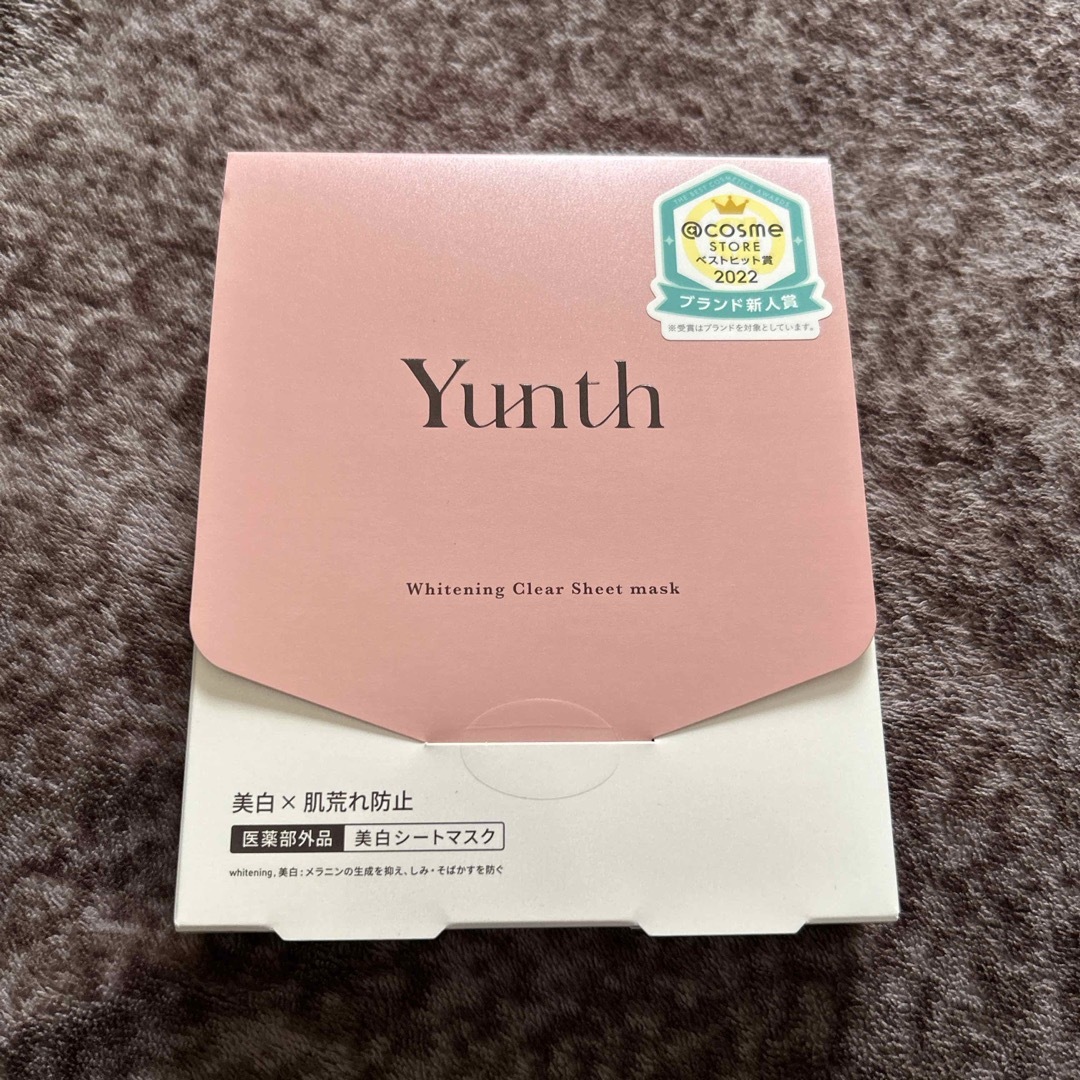 THE BEST COSMETICS AWARDS
@cosme
STORE
ベストヒット賞
2022
ブランド新人賞
※受賞はブランドを対象としています。
Yunth
Whitening Clear Sheet mask
美白×肌荒れ防止
医薬部外品 美白シートマスク
whitening,美白:メラニンの生成を抑え、しみ・そばかすを防ぐ